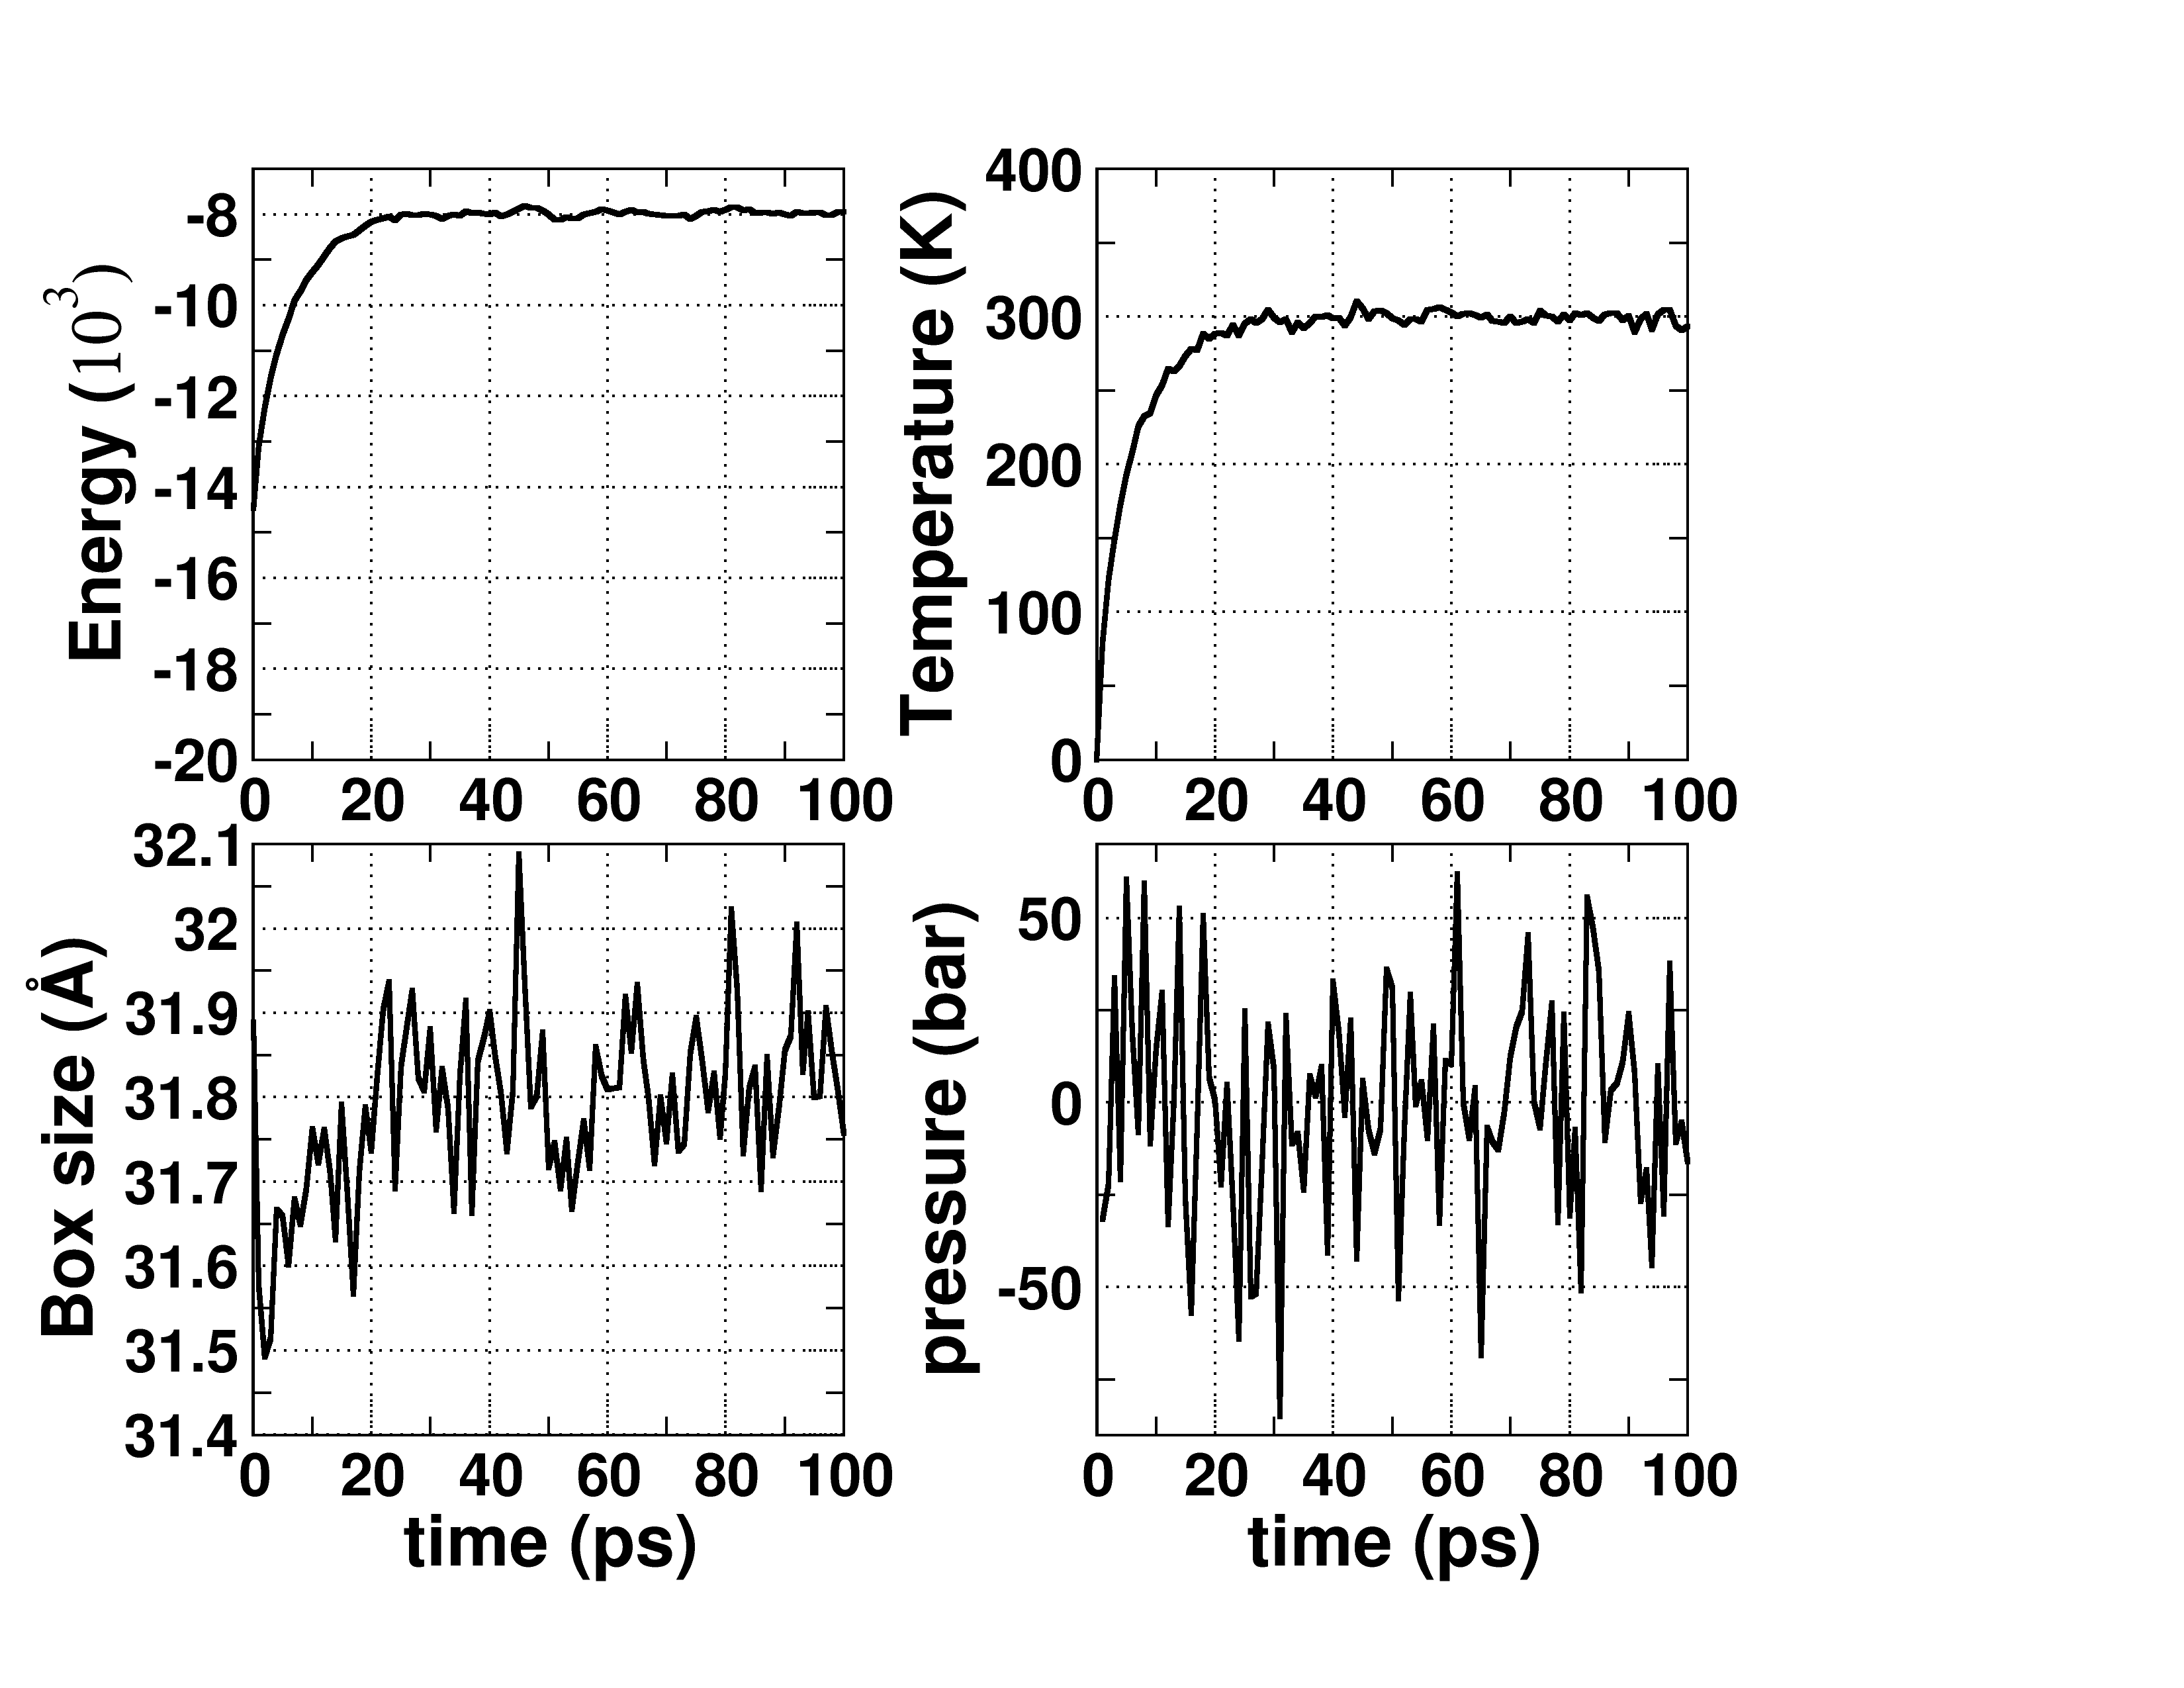 Energy (10^3)
-8
-10
-12
-14
-16
-18
-20
0 20 40 60 80 100
Temperature (K)
400
300
200
100
0
0 20 40 60 80 100
Box size (Å)
32.1
32
31.9
31.8
31.7
31.6
31.5
31.4
0 20 40 60 80 100
time (ps)
pressure (bar)
50
0
-50
0 20 40 60 80 100
time (ps)